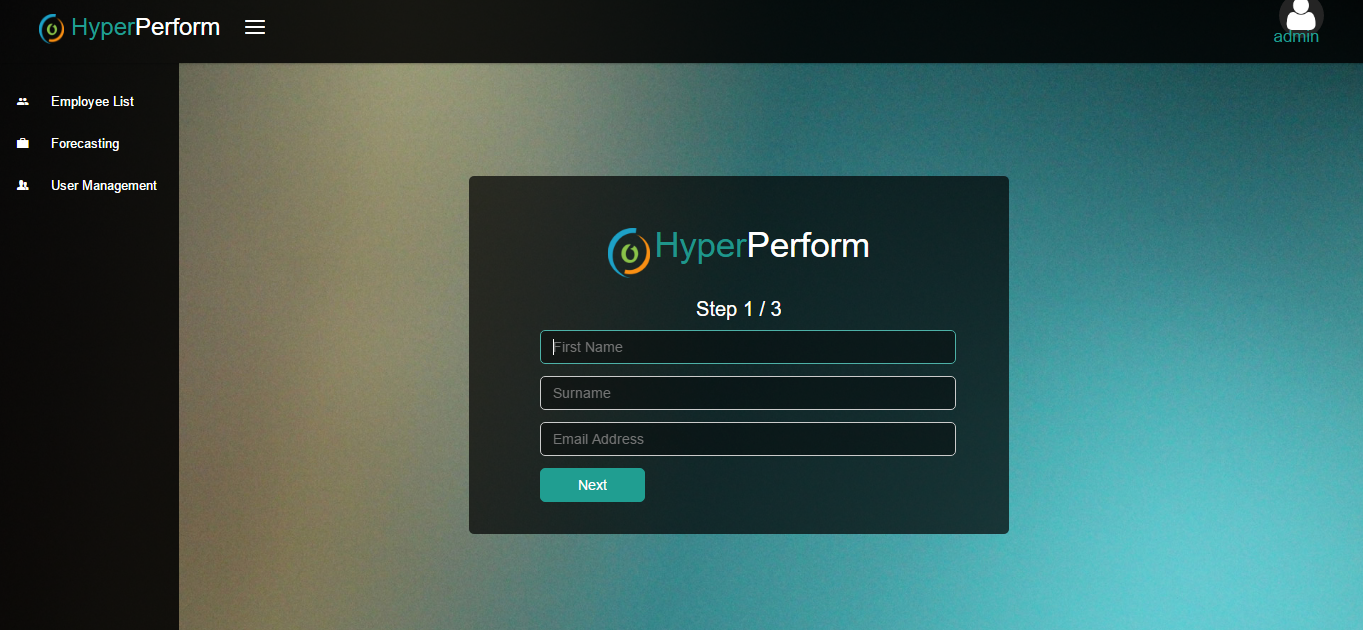 HyperPerform
admin
Employee List
Forecasting
User Management
HyperPerform
Step 1 / 3
First Name
Surname
Email Address
Next